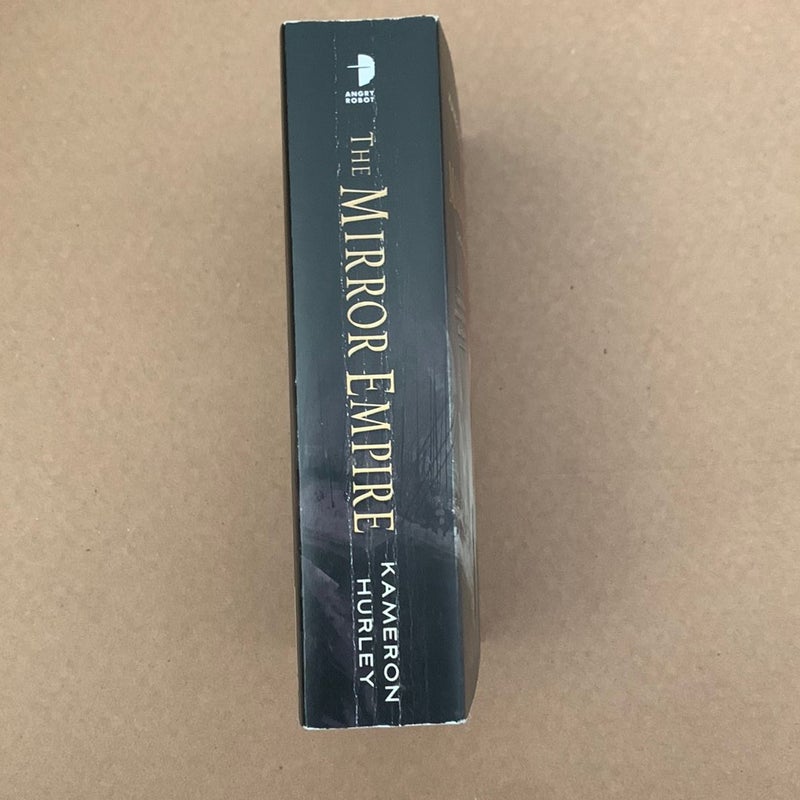 ANGRY
ROBOT
THE MIRROR EMPIRE
KAMERON
HURLEY